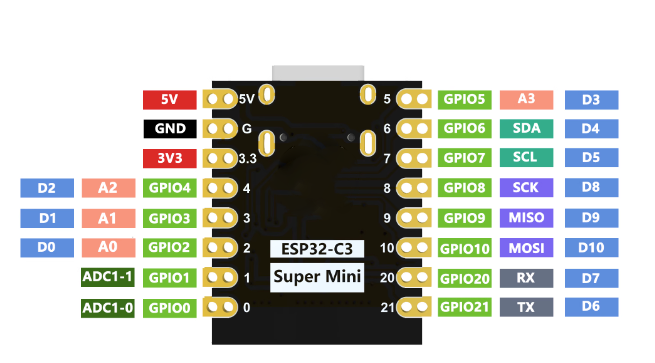 5V 5V 5 GPIO5 A3 D3
GND G 6 GPIO6 SDA D4
3V3 3.3 7 GPIO7 SCL D5
D2 A2 GPIO4 4 8 GPIO8 SCK D8
D1 A1 GPIO3 3 9 GPIO9 MISO D9
D0 A0 GPIO2 2 ESP32-C3 10 GPIO10 MOSI D10
ADC1-1 GPIO1 1 Super Mini 20 GPIO20 RX D7
ADC1-0 GPIO0 0 21 GPIO21 TX D6